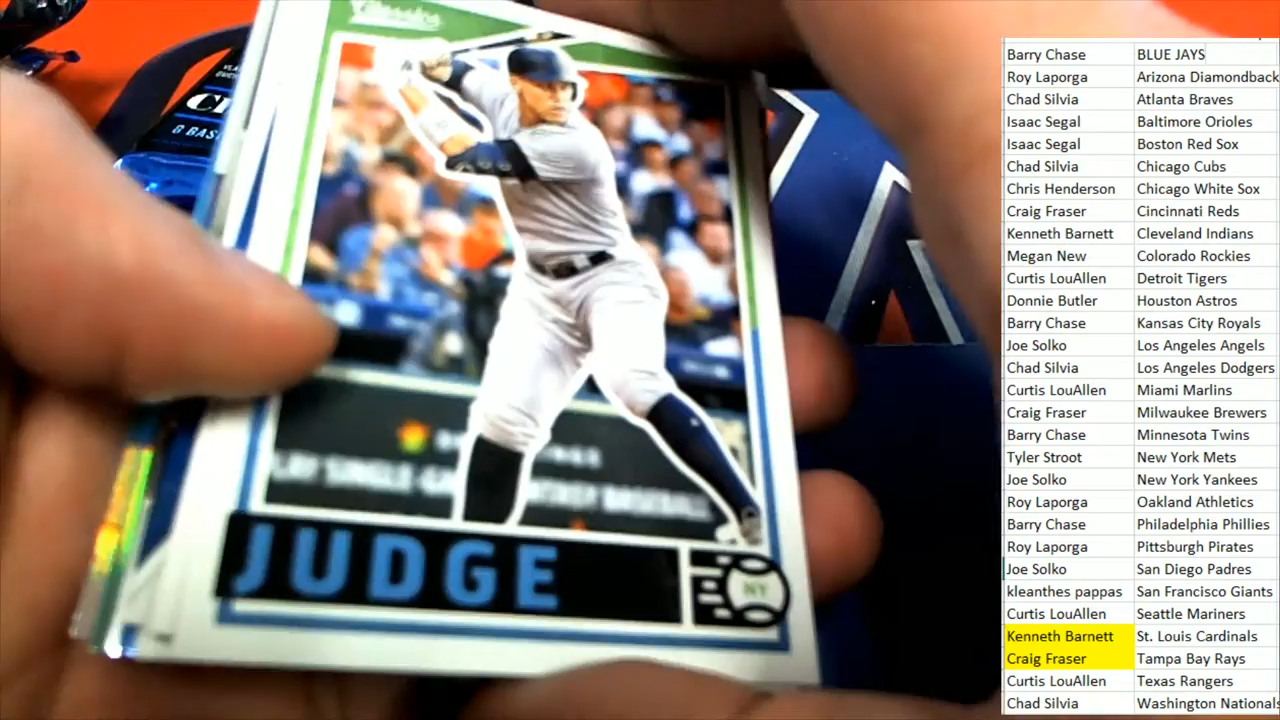 Classics
JUDGE
NY
Barry Chase BLUE JAYS
Roy Laporga Arizona Diamondback
Chad Silvia Atlanta Braves
Isaac Segal Baltimore Orioles
Isaac Segal Boston Red Sox
Chad Silvia Chicago Cubs
Chris Henderson Chicago White Sox
Craig Fraser Cincinnati Reds
Kenneth Barnett Cleveland Indians
Megan New Colorado Rockies
Curtis LouAllen Detroit Tigers
Donnie Butler Houston Astros
Barry Chase Kansas City Royals
Joe Solko Los Angeles Angels
Chad Silvia Los Angeles Dodgers
Curtis LouAllen Miami Marlins
Craig Fraser Milwaukee Brewers
Barry Chase Minnesota Twins
Tyler Stroot New York Mets
Joe Solko New York Yankees
Roy Laporga Oakland Athletics
Barry Chase Philadelphia Phillies
Roy Laporga Pittsburgh Pirates
Joe Solko San Diego Padres
kleanthes pappas San Francisco Giants
Curtis LouAllen Seattle Mariners
Kenneth Barnett St. Louis Cardinals
Craig Fraser Tampa Bay Rays
Curtis LouAllen Texas Rangers
Chad Silvia Washington Nationals